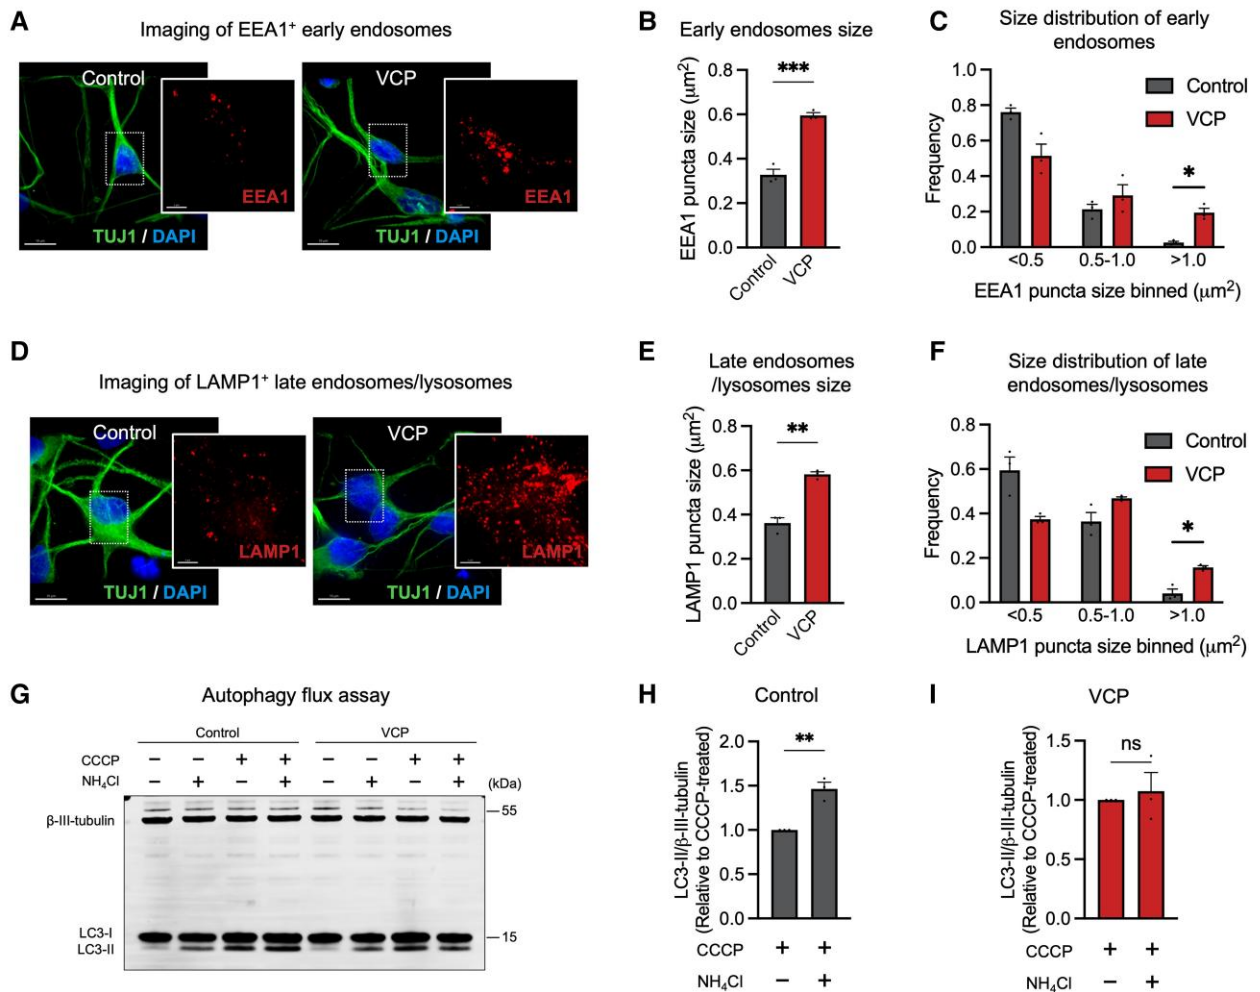 A
Imaging of EEA1⁺ early endosomes
Control
EEA1
TUJ1 / DAPI
VCP
EEA1
TUJ1 / DAPI
B
Early endosomes size
EEA1 puncta size (μm²)
0.8
0.6
0.4
0.2
0.0
***
Control
VCP
C
Size distribution of early
endosomes
Frequency
1.0
0.8
0.6
0.4
0.2
0.0
Control
VCP
*
<0.5
0.5-1.0
>1.0
EEA1 puncta size binned (μm²)
D
Imaging of LAMP1⁺ late endosomes/lysosomes
Control
LAMP1
TUJ1 / DAPI
VCP
LAMP1
TUJ1 / DAPI
E
Late endosomes
/lysosomes size
LAMP1 puncta size (μm²)
0.8
0.6
0.4
0.2
0.0
**
Control
VCP
F
Size distribution of late
endosomes/lysosomes
Frequency
0.8
0.6
0.4
0.2
0.0
Control
VCP
*
<0.5
0.5-1.0
>1.0
LAMP1 puncta size binned (μm²)
G
Autophagy flux assay
Control
VCP
CCCP − − + + − − + +
NH₄Cl − + − + − + − + (kDa)
β-III-tubulin
55
LC3-I
LC3-II
15
H
Control
LC3-II/β-III-tubulin
(Relative to CCCP-treated)
2.0
1.5
1.0
0.5
0.0
**
CCCP + +
NH₄Cl − +
I
VCP
LC3-II/β-III-tubulin
(Relative to CCCP-treated)
1.5
1.0
0.5
0.0
ns
CCCP + +
NH₄Cl − +